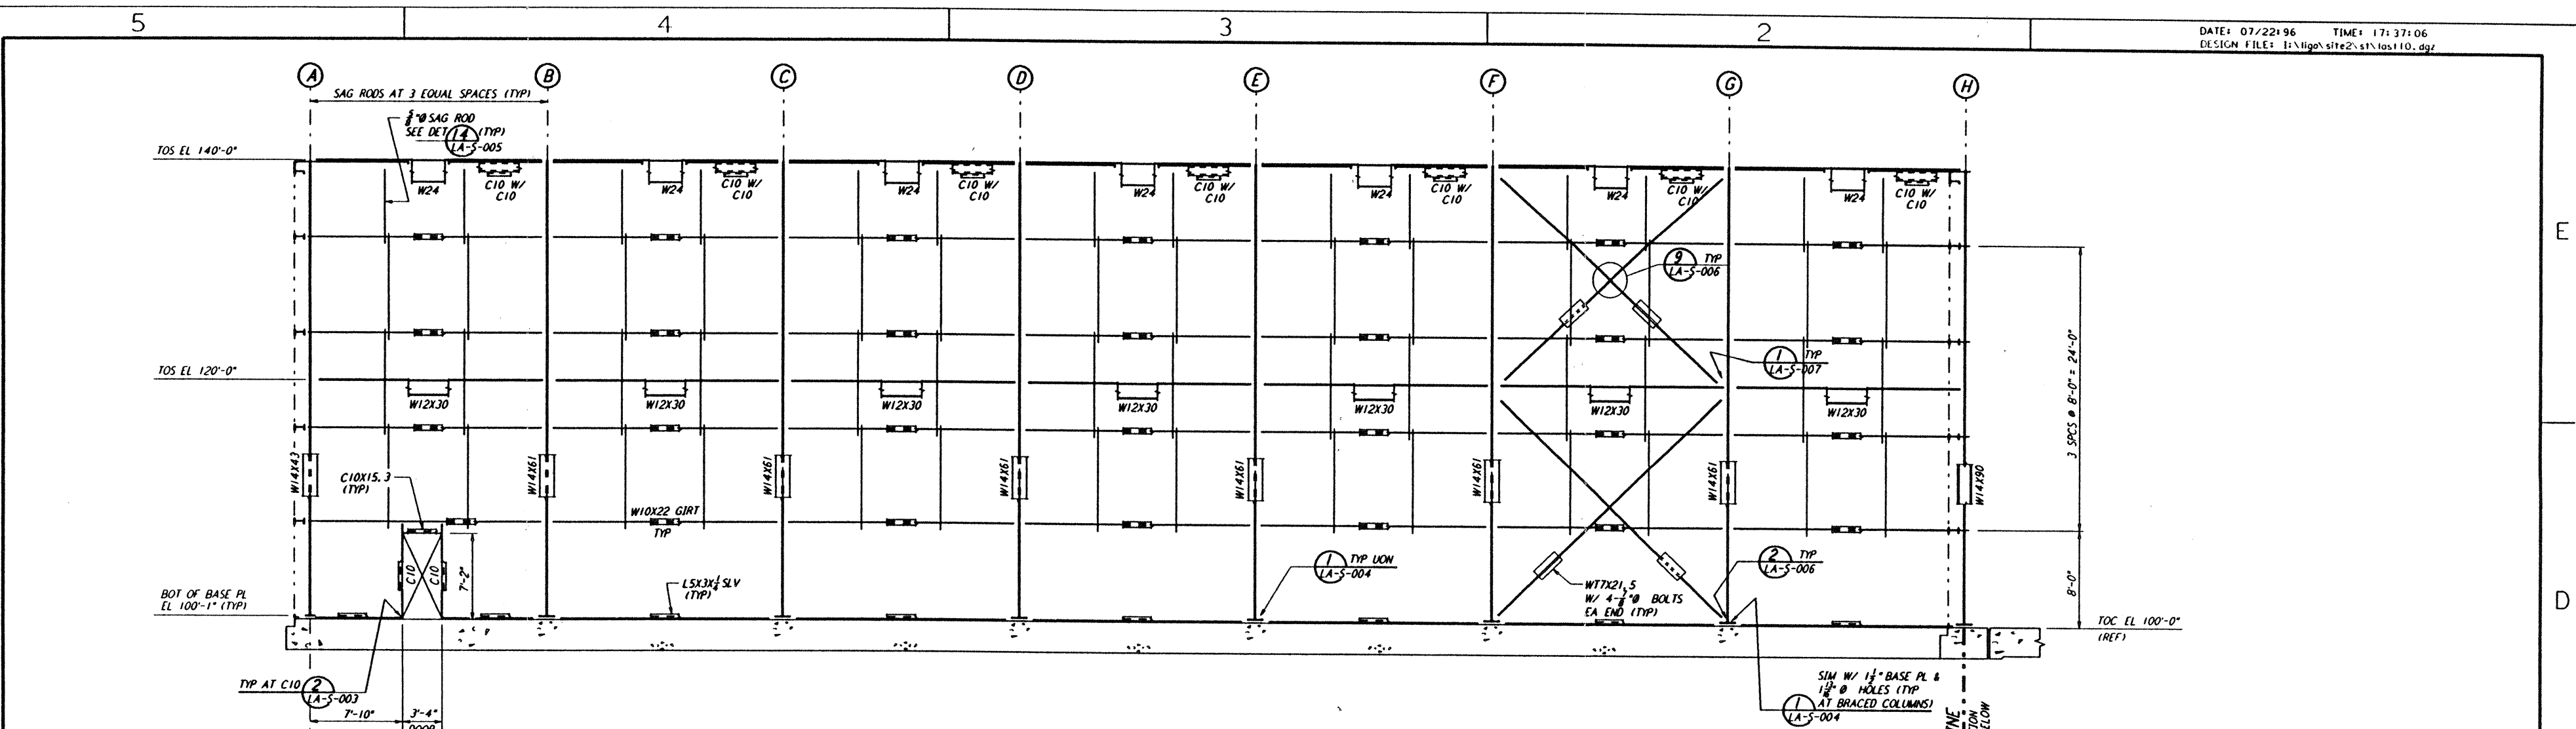 5 4 3 2
DATE: 07/22/96 TIME: 17:37:06
DESIGN FILE:
A B C D E F G H
SAG RODS AT 3 EQUAL SPACES (TYP)
5/8"Ø SAG ROD
SEE DET 14 (TYP)
LA-S-005
TOS EL 140'-0"
W24 W24 W24 W24 W24 W24 W24
C10 W/ C10 W/ C10 W/ C10 W/ C10 W/ C10 W/ C10 W/
C10 C10 C10 C10 C10 C10 C10
E
9 TYP
LA-S-006
1 TYP
LA-S-007
3 SPCS @ 8'-0" = 24'-0"
TOS EL 120'-0"
W12X30 W12X30 W12X30 W12X30 W12X30 W12X30 W12X30
W14X43 W14X61 W14X61 W14X61 W14X61 W14X61 W14X61 W14X90
C10X15.3
(TYP)
W10X22 GIRT
TYP
C10 C10
7'-2"
L5X3X1/4 SLV
(TYP)
1 TYP UON
LA-S-004
WT7X21.5
W/ 4-7/8"Ø BOLTS
EA END (TYP)
2 TYP
LA-S-006
8'-0"
D
BOT OF BASE PL
EL 100'-1" (TYP)
TOC EL 100'-0"
(REF)
TYP AT C10 2
LA-S-003
7'-10" 3'-4"
DOOR
SIM W/ 1 1/2" BASE PL &
1 13/16"Ø HOLES (TYP
1 AT BRACED COLUMNS)
LA-S-004